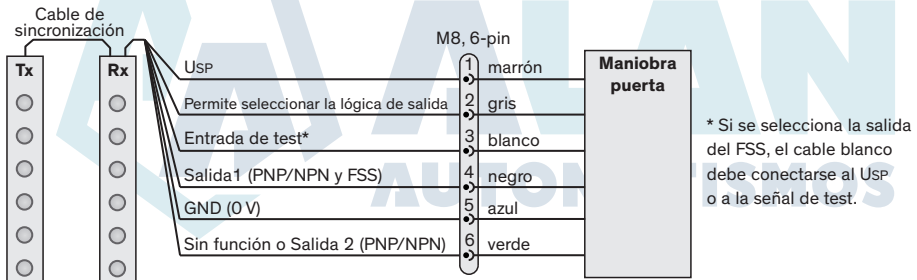 Cable de
sincronización
Tx
Rx
M8, 6-pin
USP
1
marrón
Permite seleccionar la lógica de salida
2
gris
Entrada de test*
3
blanco
Salida1 (PNP/NPN y FSS)
4
negro
GND (0 V)
5
azul
Sin función o Salida 2 (PNP/NPN)
6
verde
Maniobra
puerta
* Si se selecciona la salida
del FSS, el cable blanco
debe conectarse al USP
o a la señal de test.
ALAN
AUTOMATISMOS